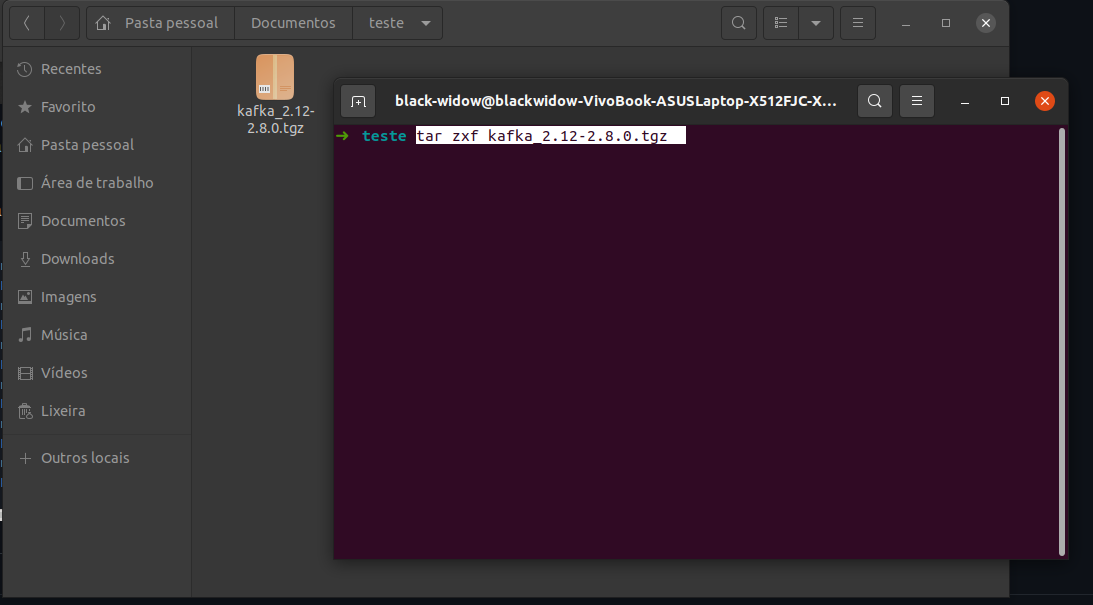 Pasta pessoal
Documentos
teste
Recentes
Favorito
Pasta pessoal
Área de trabalho
Documentos
Downloads
Imagens
Música
Vídeos
Lixeira
Outros locais
kafka_2.12-
2.8.0.tgz
black-widow@blackwidow-VivoBook-ASUSLaptop-X512FJC-X...
➜ teste tar zxf kafka_2.12-2.8.0.tgz